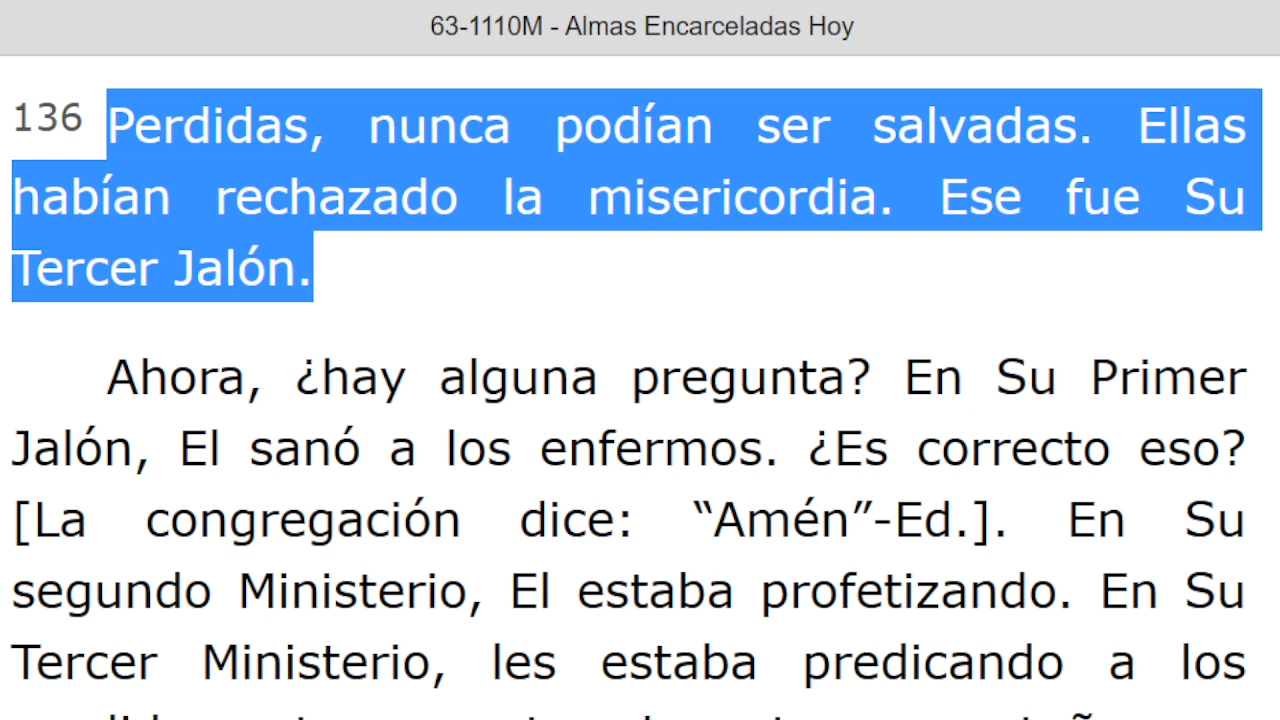 63-1110M - Almas Encarceladas Hoy
136 Perdidas, nunca podían ser salvadas. Ellas
habían rechazado la misericordia. Ese fue Su
Tercer Jalón.
Ahora, ¿hay alguna pregunta? En Su Primer
Jalón, El sanó a los enfermos. ¿Es correcto eso?
[La congregación dice: “Amén”-Ed.]. En Su
segundo Ministerio, El estaba profetizando. En Su
Tercer Ministerio, les estaba predicando a los